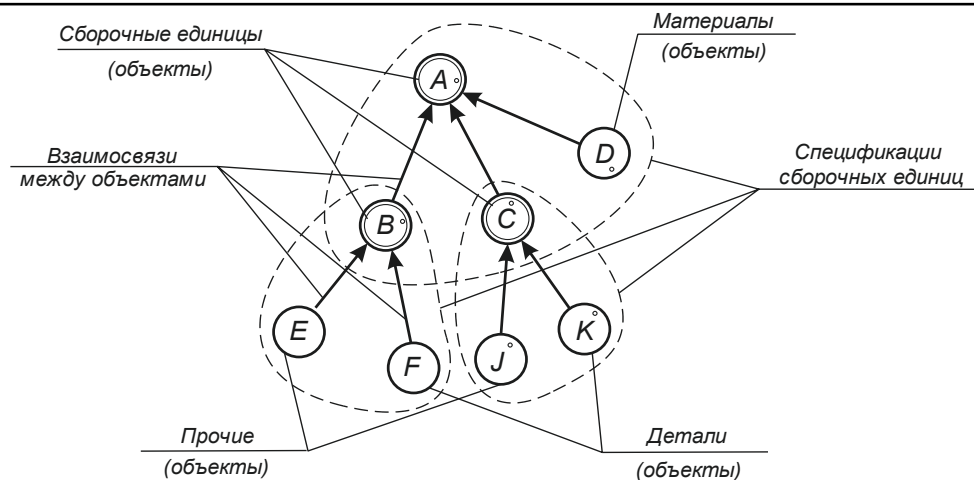 Сборочные единицы
(объекты)
Материалы
(объекты)
A
D
Взаимосвязи
между объектами
Спецификации
сборочных единиц
B
C
E
F
J
K
Прочие
(объекты)
Детали
(объекты)